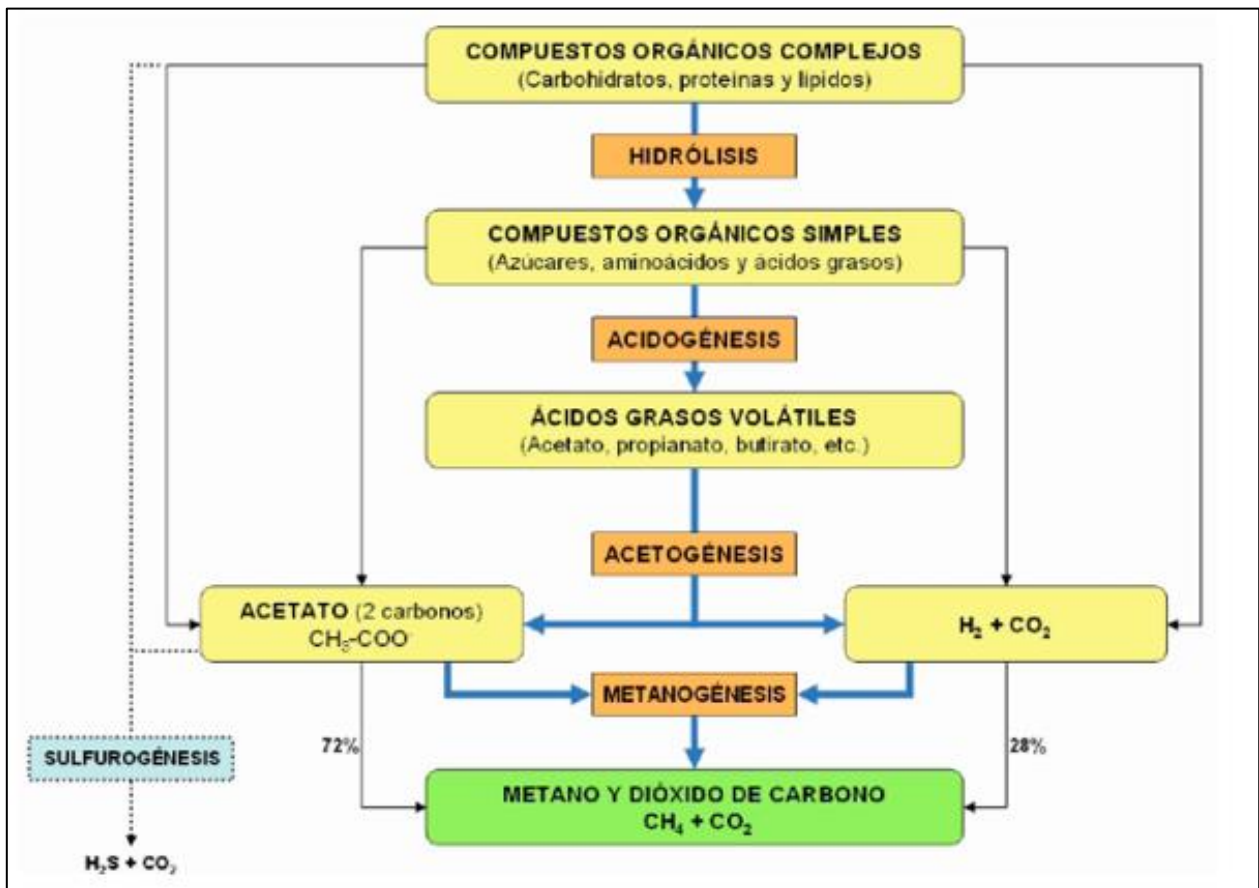 COMPUESTOS ORGÁNICOS COMPLEJOS
(Carbohidratos, proteínas y lípidos)
HIDRÓLISIS
COMPUESTOS ORGÁNICOS SIMPLES
(Azúcares, aminoácidos y ácidos grasos)
ACIDOGÉNESIS
ÁCIDOS GRASOS VOLÁTILES
(Acetato, propianato, butirato, etc.)
ACETOGÉNESIS
ACETATO (2 carbonos)
CH₃-COO⁻
H₂ + CO₂
METANOGÉNESIS
72%
28%
SULFUROGÉNESIS
METANO Y DIÓXIDO DE CARBONO
CH₄ + CO₂
H₂S + CO₂